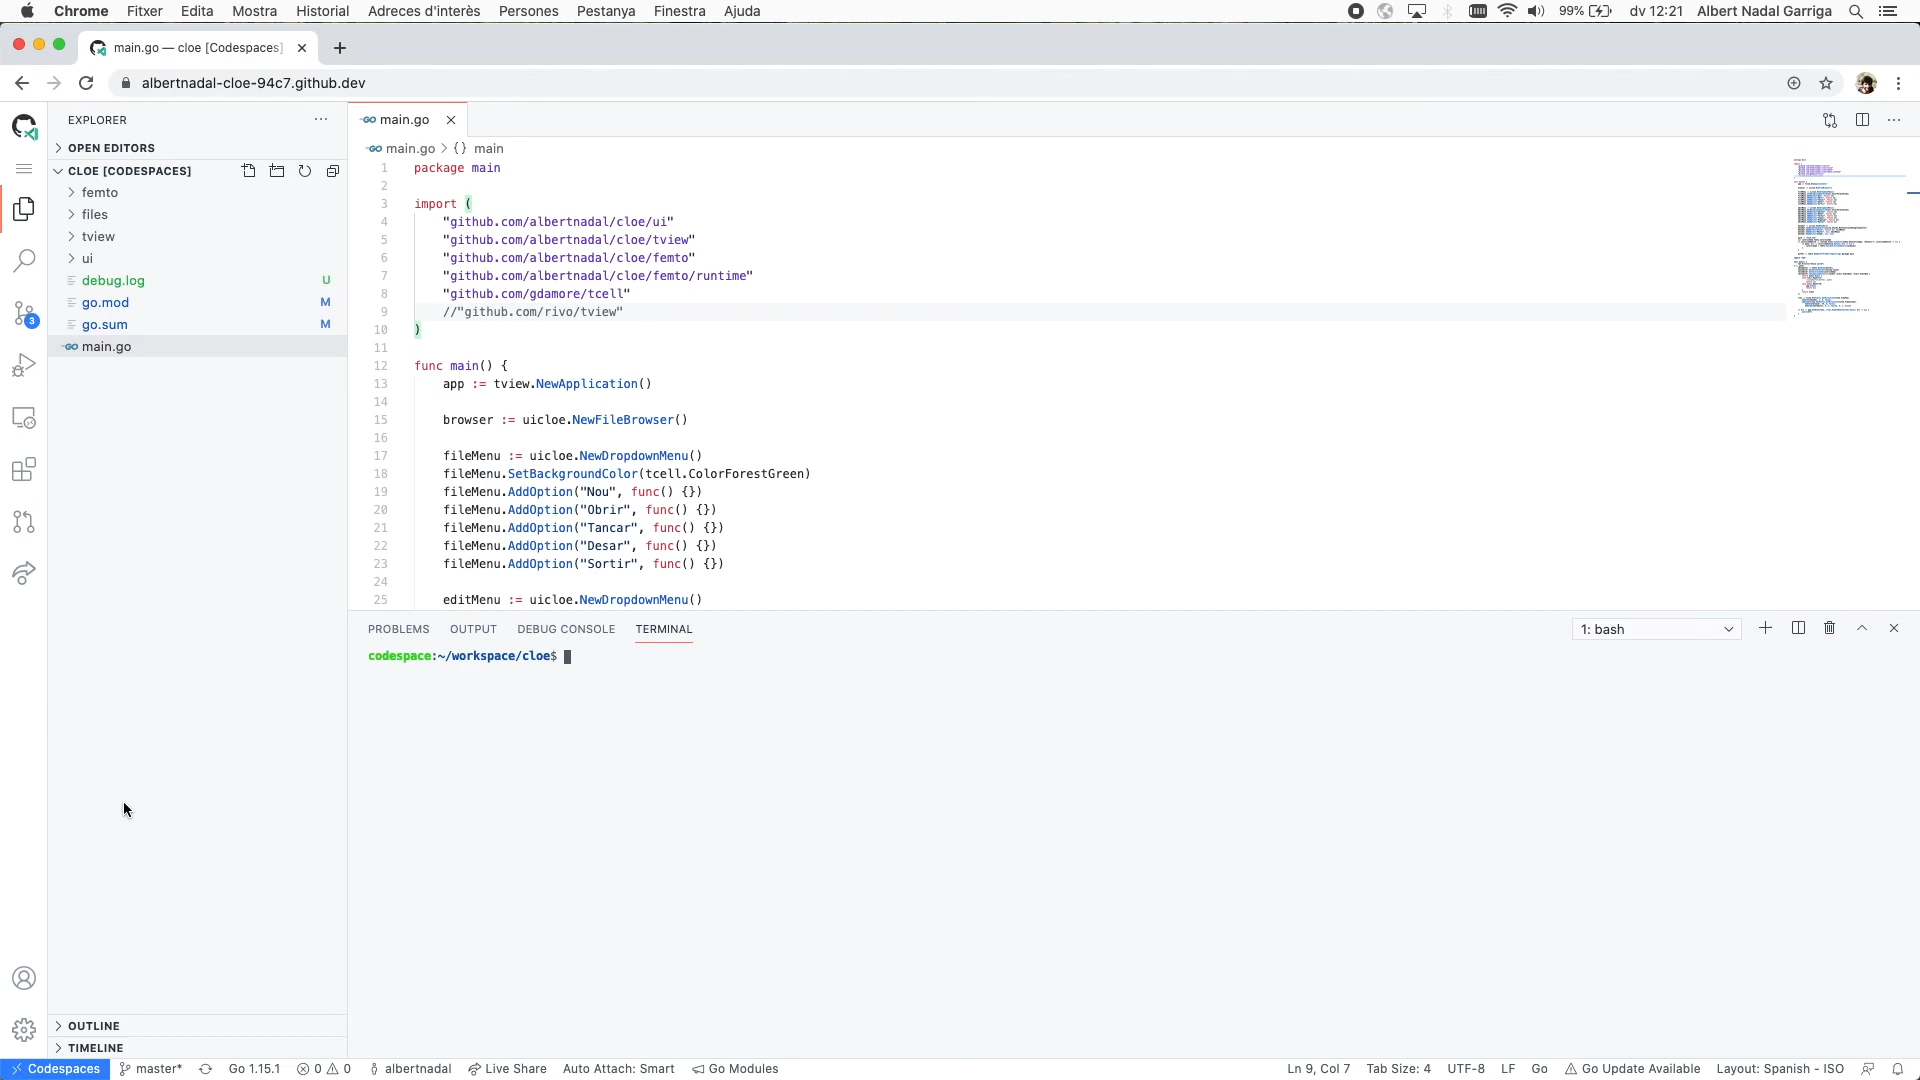 Chrome Fitxer Edita Mostra Historial Adreces d'interès Persones Pestanya Finestra Ajuda 99% dv 12:21 Albert Nadal Garriga
main.go — cloe [Codespaces]
albertnadal-cloe-94c7.github.dev
EXPLORER
OPEN EDITORS
CLOE [CODESPACES]
femto
files
tview
ui
debug.log U
go.mod M
go.sum M
main.go
3
OUTLINE
TIMELINE
main.go
main.go > {} main
1 package main
2
3 import (
4 "github.com/albertnadal/cloe/ui"
5 "github.com/albertnadal/cloe/tview"
6 "github.com/albertnadal/cloe/femto"
7 "github.com/albertnadal/cloe/femto/runtime"
8 "github.com/gdamore/tcell"
9 //"github.com/rivo/tview"
10 )
11
12 func main() {
13 app := tview.NewApplication()
14
15 browser := uicloe.NewFileBrowser()
16
17 fileMenu := uicloe.NewDropdownMenu()
18 fileMenu.SetBackgroundColor(tcell.ColorForestGreen)
19 fileMenu.AddOption("Nou", func() {})
20 fileMenu.AddOption("Obrir", func() {})
21 fileMenu.AddOption("Tancar", func() {})
22 fileMenu.AddOption("Desar", func() {})
23 fileMenu.AddOption("Sortir", func() {})
24
25 editMenu := uicloe.NewDropdownMenu()
PROBLEMS OUTPUT DEBUG CONSOLE TERMINAL 1: bash
codespace:~/workspace/cloe$
Codespaces master* Go 1.15.1 0 0 albertnadal Live Share Auto Attach: Smart Go Modules Ln 9, Col 7 Tab Size: 4 UTF-8 LF Go Go Update Available Layout: Spanish - ISO